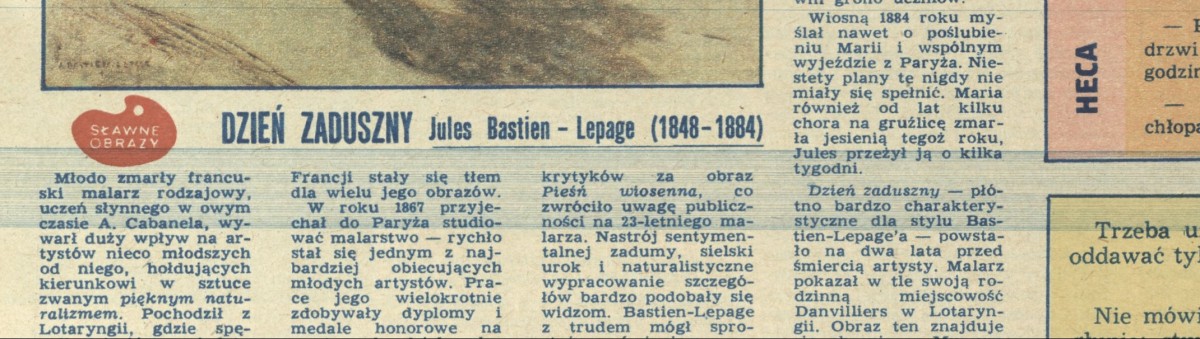 SŁAWNE
OBRAZY
DZIEŃ ZADUSZNY Jules Bastien - Lepage (1848-1884)
Młodo zmarły francu-
ski malarz rodzajowy,
uczeń słynnego w owym
czasie A. Cabanela, wy-
warł duży wpływ na ar-
tystów nieco młodszych
od niego, hołdujących
kierunkowi w sztuce
zwanym pięknym natu-
ralizmem. Pochodził z
Lotaryngii, gdzie spę-
Francji stały się tłem
dla wielu jego obrazów.
W roku 1867 przyje-
chał do Paryża studio-
wać malarstwo — rychło
stał się jednym z naj-
bardziej obiecujących
młodych artystów. Pra-
ce jego wielokrotnie
zdobywały dyplomy i
medale honorowe na
krytyków za obraz
Pieśń wiosenna, co
zwróciło uwagę publicz-
ności na 23-letniego ma-
larza. Nastrój sentymen-
talnej zadumy, sielski
urok i naturalistyczne
wypracowanie szczegó-
łów bardzo podobały się
widzom. Bastien-Lepage
z trudem mógł spro-
Wiosną 1884 roku my-
ślał nawet o poślubie-
niu Marii i wspólnym
wyjeździe z Paryża. Nie-
stety plany tę nigdy nie
miały się spełnić. Maria
również od lat kilku
chora na gruźlicę zmar-
ła jesienią tegoż roku,
Jules przeżył ją o kilka
tygodni.
Dzień zaduszny — płó-
tno bardzo charaktery-
styczne dla stylu Bas-
tien-Lepage'a — powsta-
ło na dwa lata przed
śmiercią artysty. Malarz
pokazał w tle swoją ro-
dzinną miejscowość
Danvilliers w Lotaryn-
gii. Obraz ten znajduje
HECA
—
drzwi
godzin
—
chłopa
Trzeba
oddawać
Nie mówi